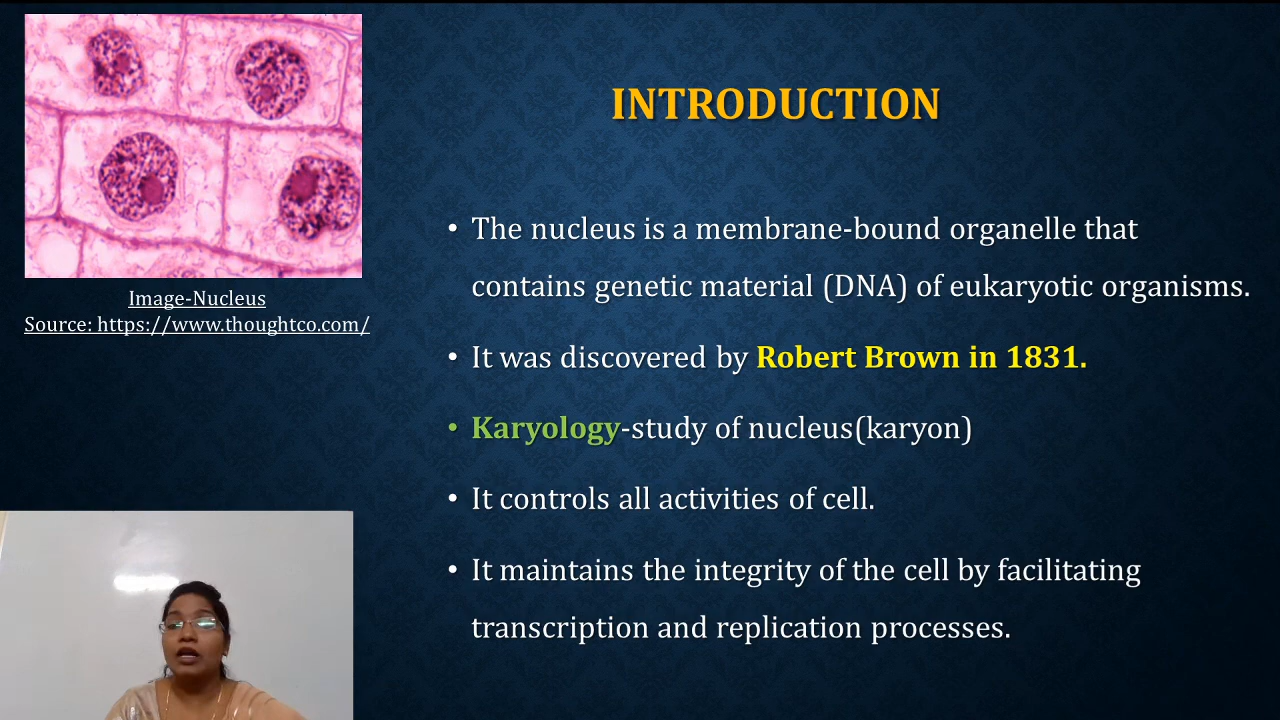 INTRODUCTION
Image-Nucleus
Source: https://www.thoughtco.com/
• The nucleus is a membrane-bound organelle that
contains genetic material (DNA) of eukaryotic organisms.
• It was discovered by Robert Brown in 1831.
• Karyology-study of nucleus(karyon)
• It controls all activities of cell.
• It maintains the integrity of the cell by facilitating
transcription and replication processes.